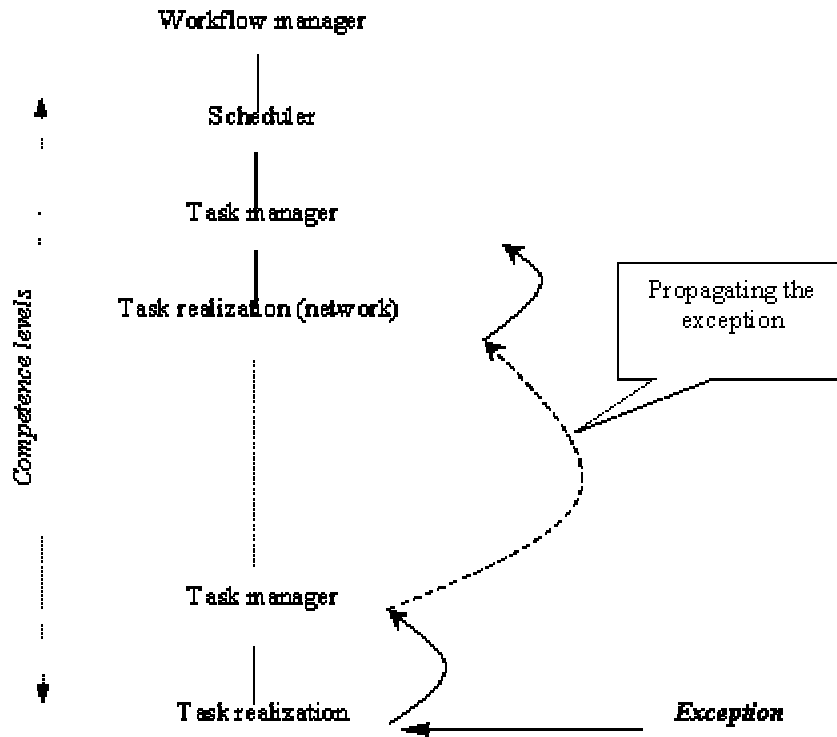 Workflow manager
Scheduler
Task manager
Task realization (network)
Propagating the
exception
Competence levels
Task manager
Task realization
Exception